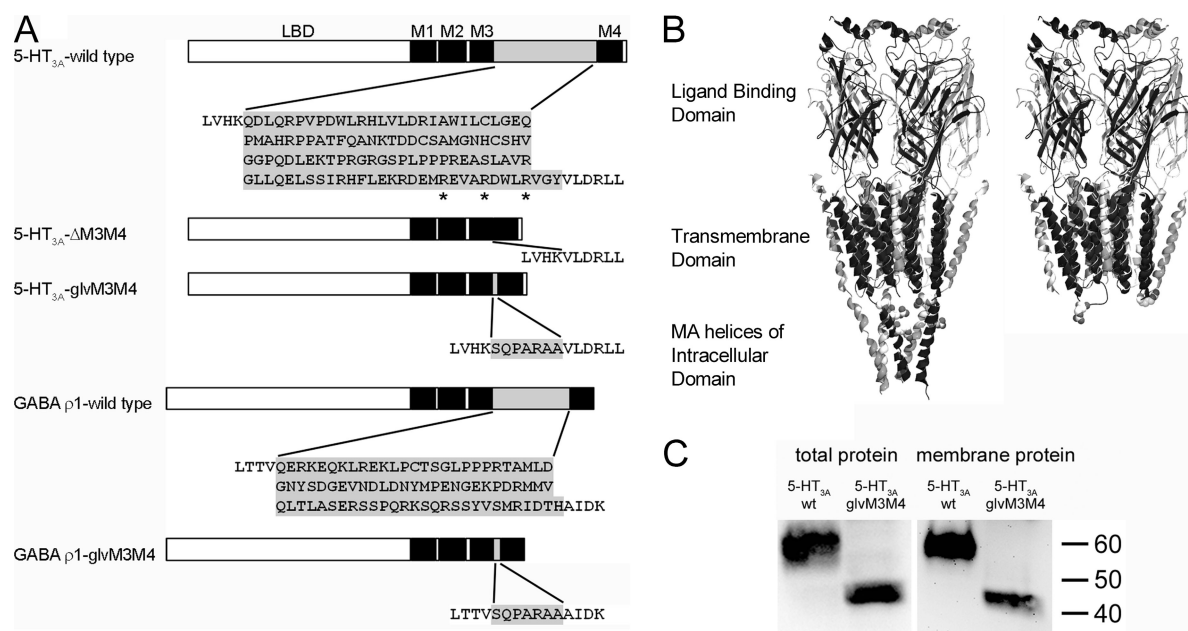 A
LBD M1 M2 M3 M4
5-HT3A-wild type
LVHKQDLQRPVPDWLRHLVLDRIAWILCLGEQ
PMAHRPPATFQANKTDDCSAMGNHCSHV
GGPQDLEKTPRGRGSPLPPPREASLAVR
GLLQELSSIRHFLEKRDEMREVARDWLRVGYVLDRLL
* * *
5-HT3A-ΔM3M4
LVHKVLDRLL
5-HT3A-glvM3M4
LVHKSQPARAAVLDRLL
GABA ρ1-wild type
LTTVQERKEQKLREKLPCTSGLPPPRTAMLD
GNYSDGEVNDLDNYMPENGEKPDRMMV
QLTLASERSSPQRKSQRSSYVSMRIDTHAIDK
GABA ρ1-glvM3M4
LTTVSQPARAAAIDK
B
Ligand Binding
Domain
Transmembrane
Domain
MA helices of
Intracellular
Domain
C
total protein membrane protein
5-HT3A 5-HT3A 5-HT3A 5-HT3A
wt glvM3M4 wt glvM3M4
60
50
40